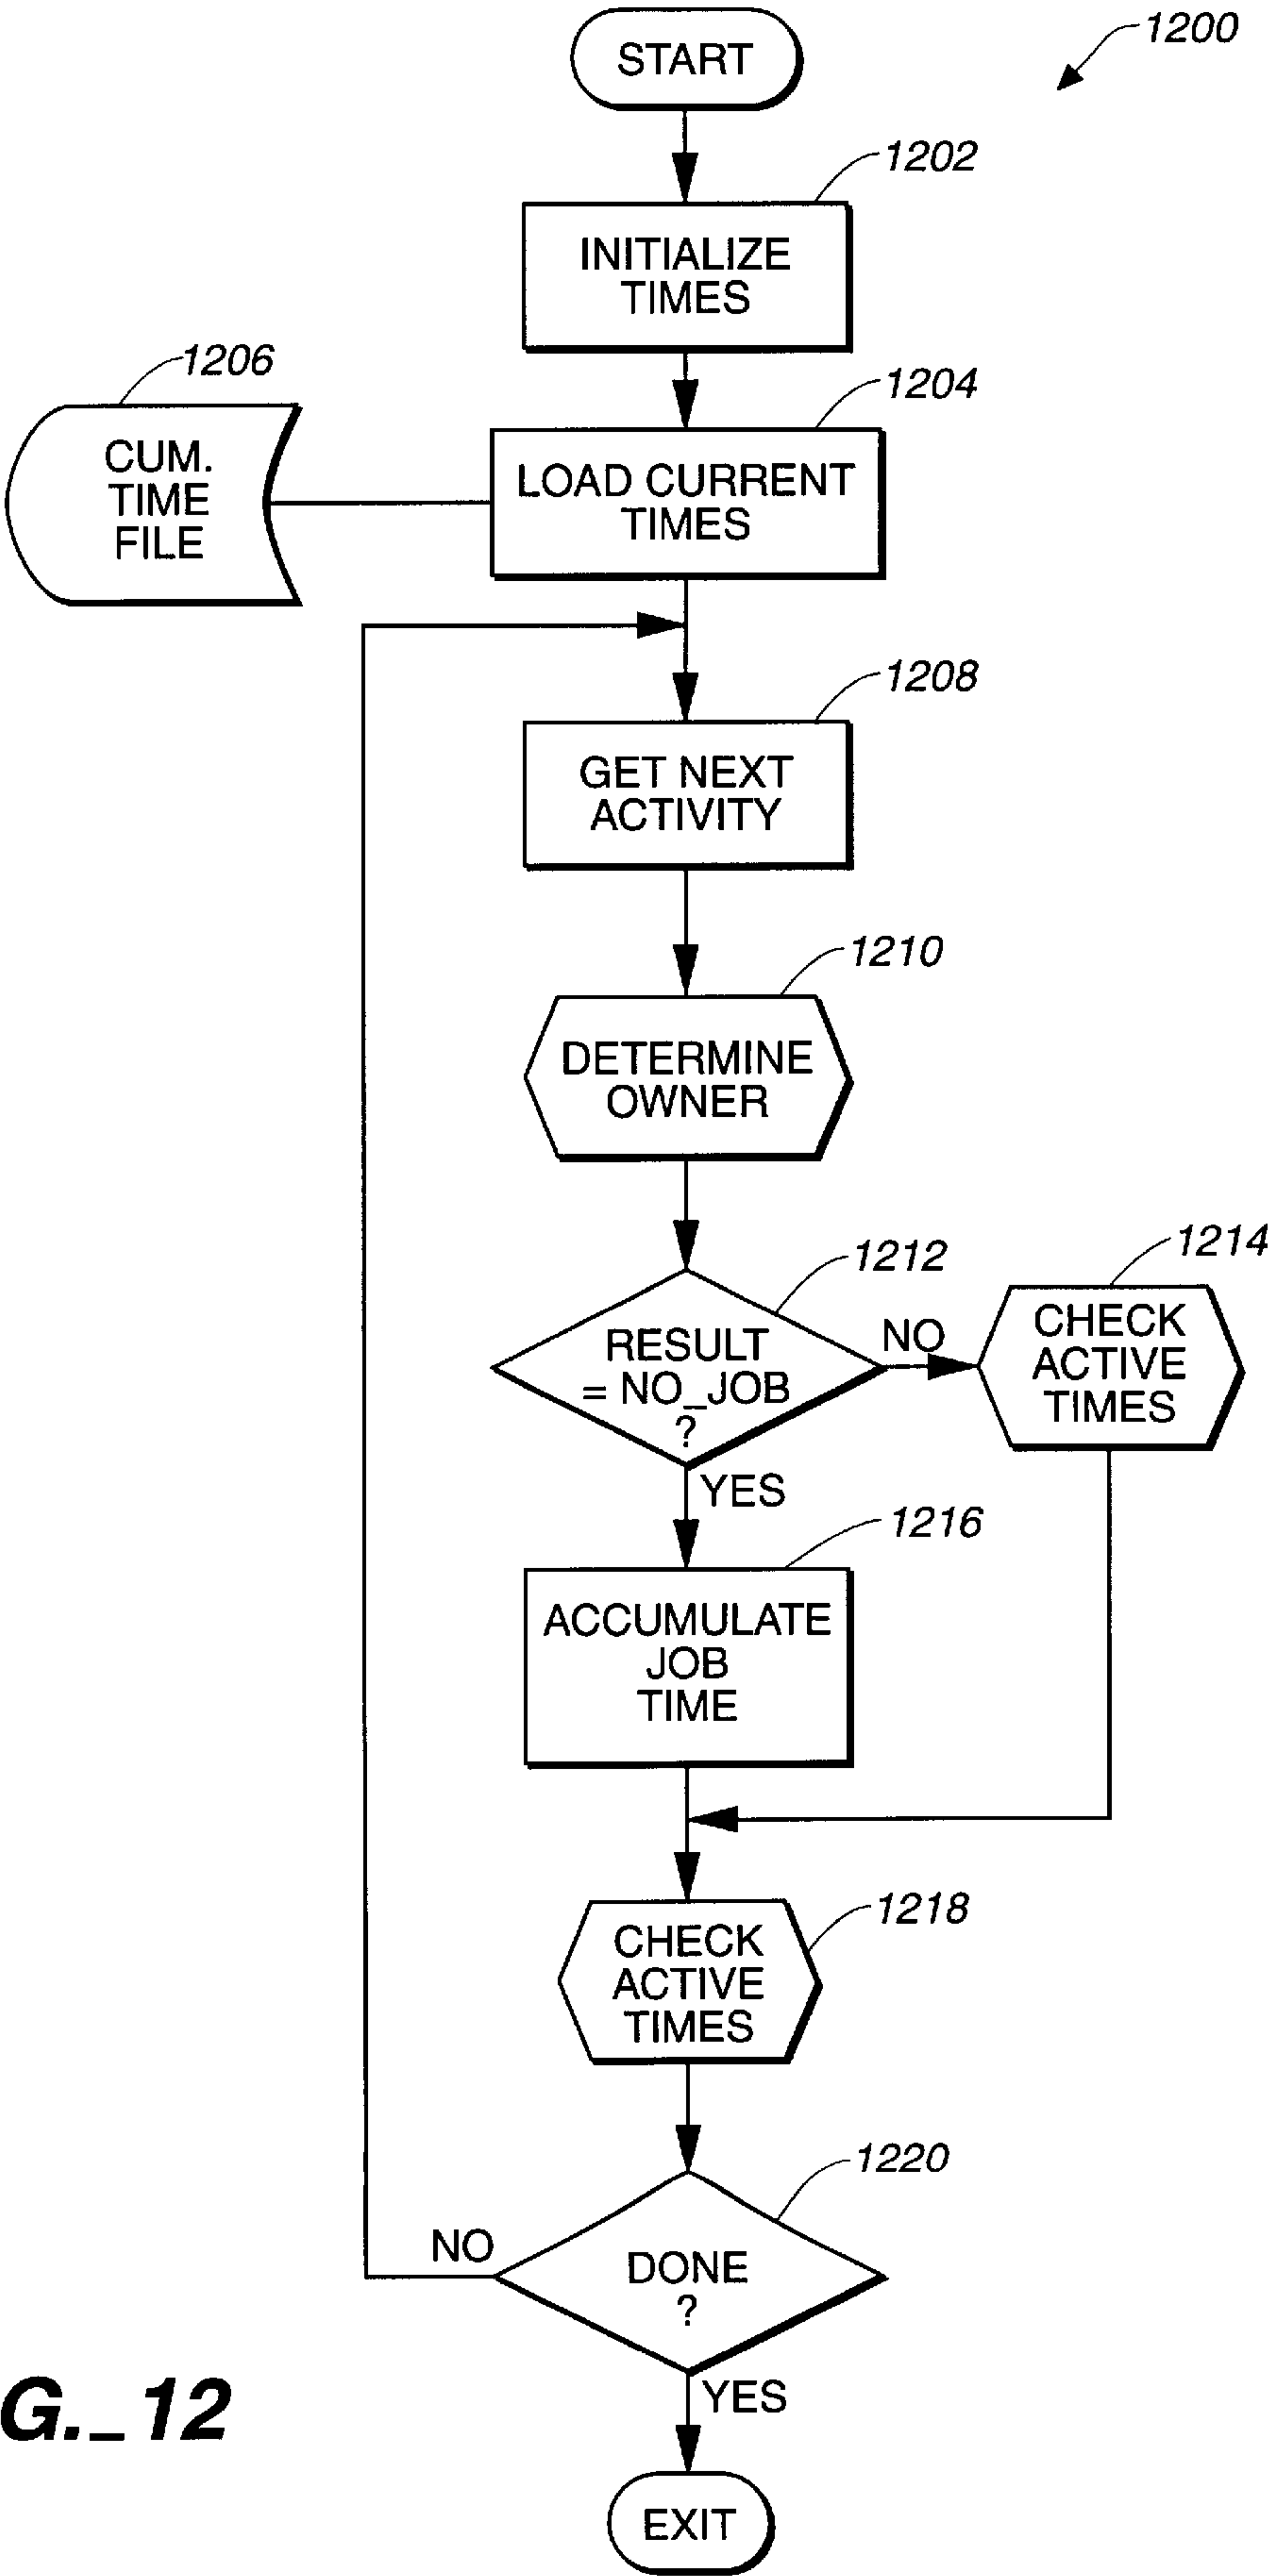 START
1200
1202
INITIALIZE
TIMES
1206
1204
CUM.
TIME
FILE
LOAD CURRENT
TIMES
1208
GET NEXT
ACTIVITY
1210
DETERMINE
OWNER
1212
1214
RESULT
= NO_JOB
?
NO
CHECK
ACTIVE
TIMES
YES
1216
ACCUMULATE
JOB
TIME
1218
CHECK
ACTIVE
TIMES
1220
NO
DONE
?
YES
G._12
EXIT